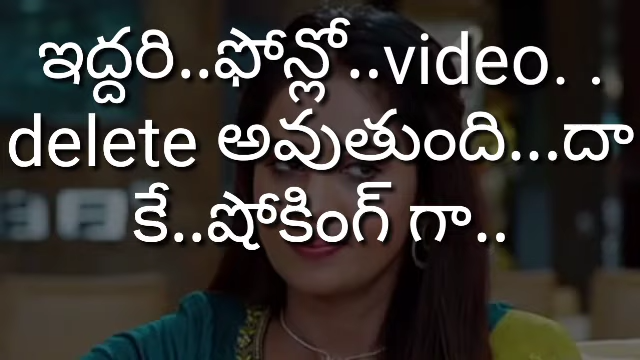 ఇద్దరి..ఫోన్లో..video. .
delete అవుతుంది...దా
కే..షోకింగ్ గా..